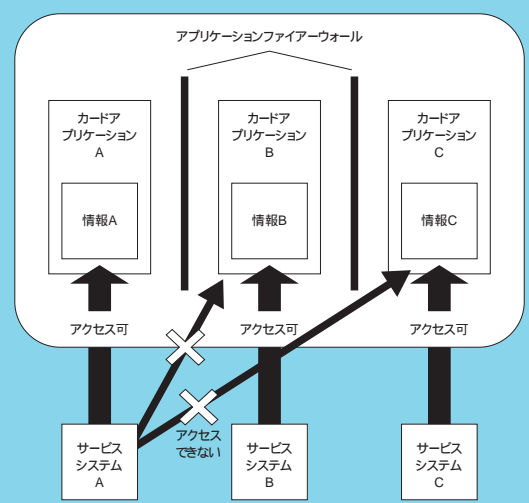 アプリケーションファイアーウォール
カードア
プリケーション
A
カードア
プリケーション
B
カードア
プリケーション
C
情報A
情報B
情報C
アクセス可
アクセス可
アクセス可
アクセス
できない
サービス
システム
A
サービス
システム
B
サービス
システム
C